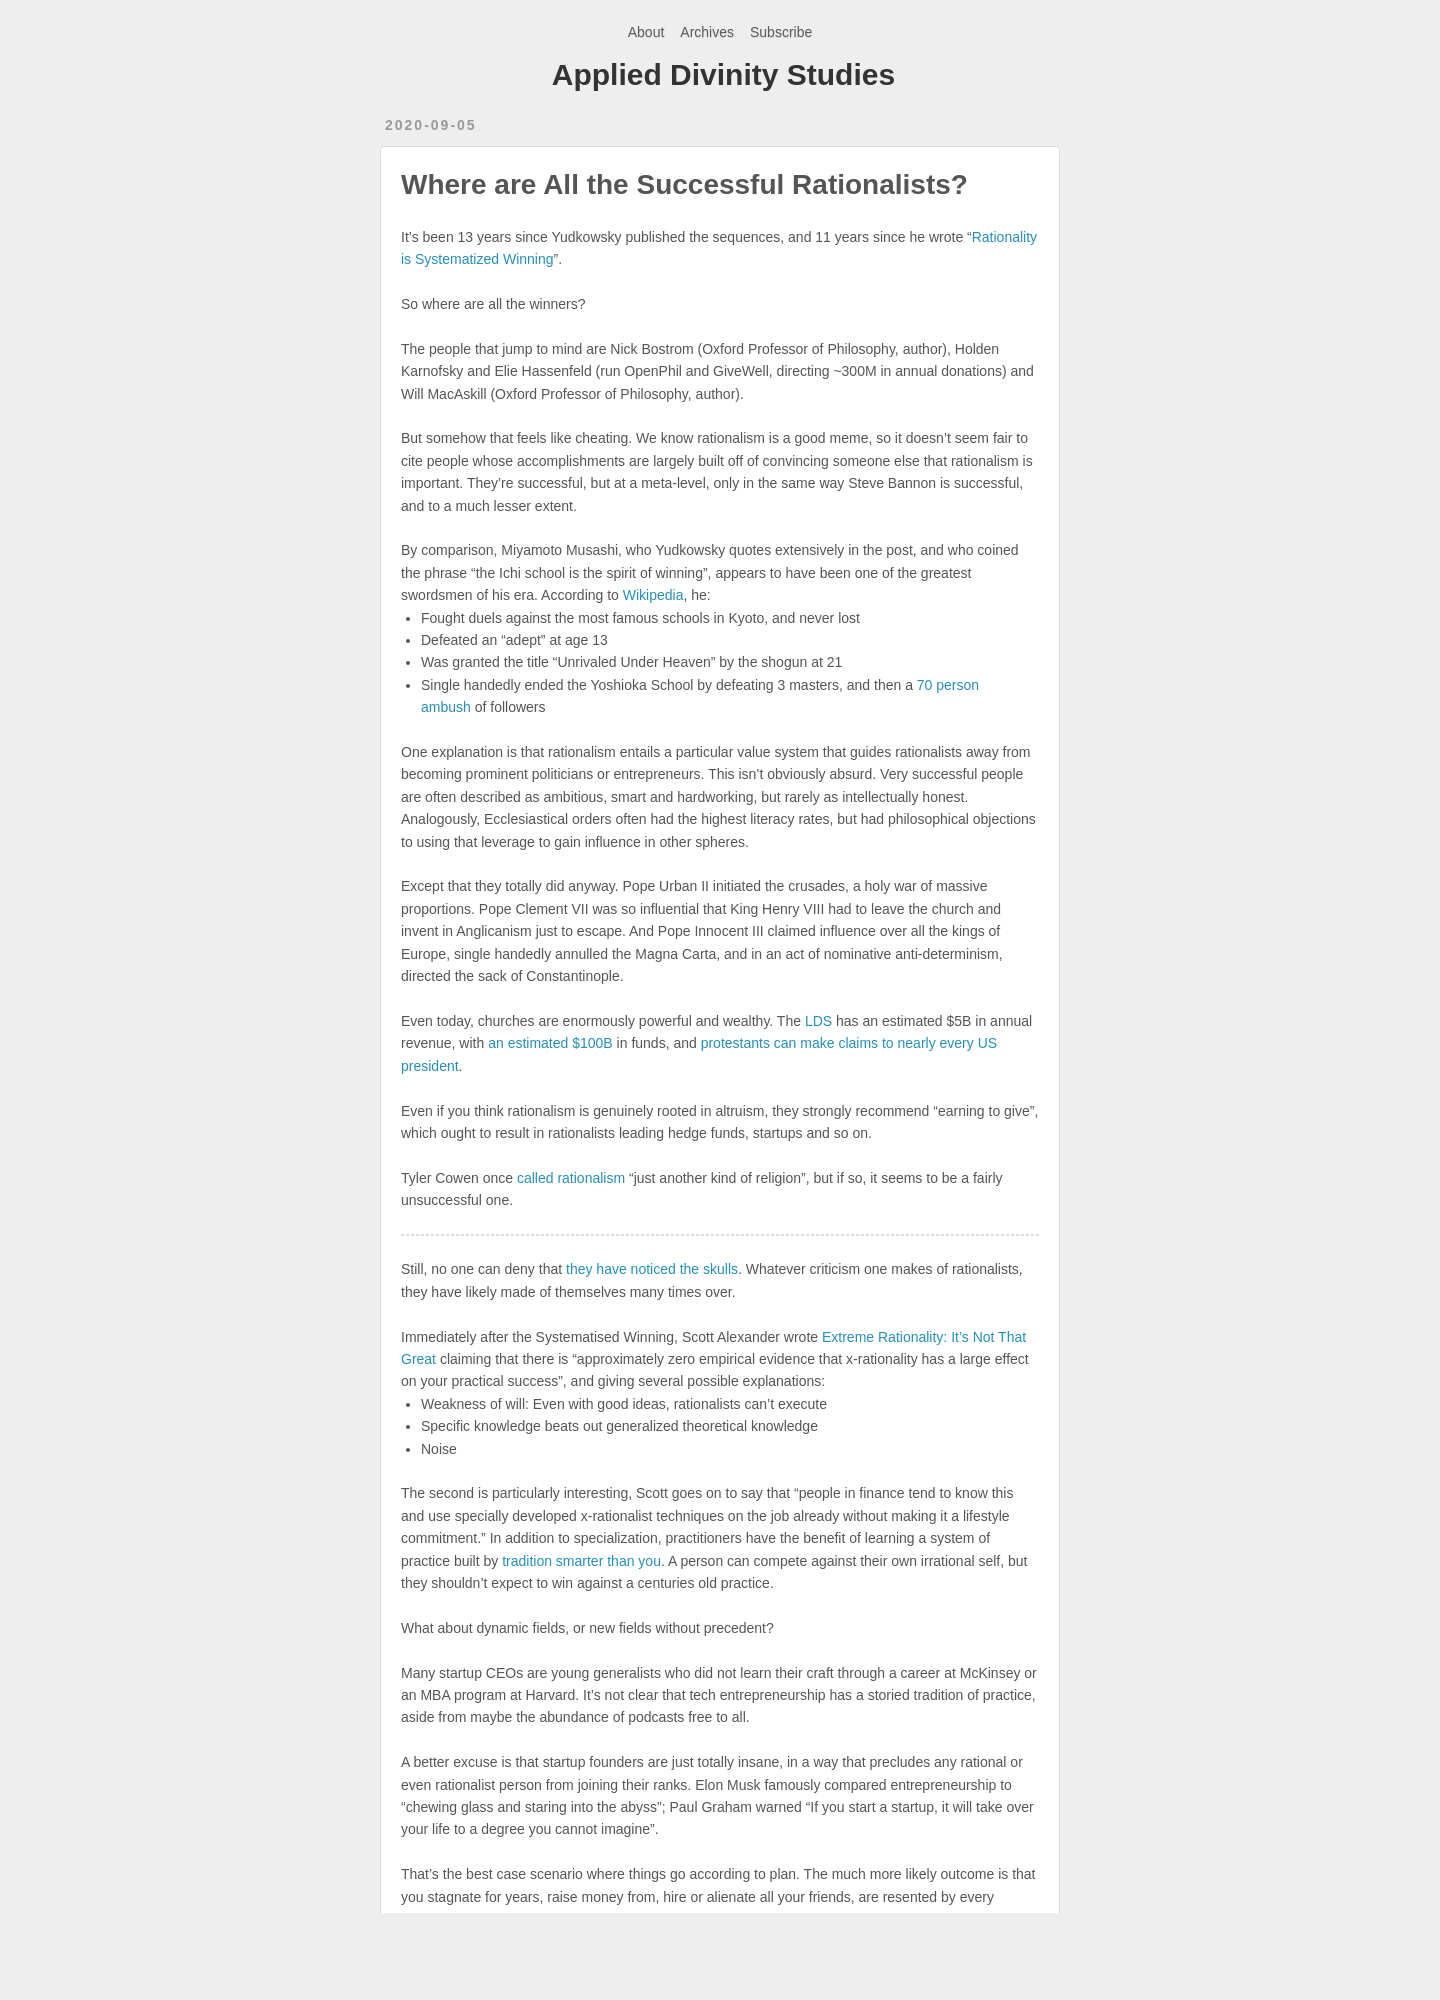 About Archives Subscribe
Applied Divinity Studies
2020-09-05
Where are All the Successful Rationalists?
It’s been 13 years since Yudkowsky published the sequences, and 11 years since he wrote “Rationality
is Systematized Winning”.
So where are all the winners?
The people that jump to mind are Nick Bostrom (Oxford Professor of Philosophy, author), Holden
Karnofsky and Elie Hassenfeld (run OpenPhil and GiveWell, directing ~300M in annual donations) and
Will MacAskill (Oxford Professor of Philosophy, author).
But somehow that feels like cheating. We know rationalism is a good meme, so it doesn’t seem fair to
cite people whose accomplishments are largely built off of convincing someone else that rationalism is
important. They’re successful, but at a meta-level, only in the same way Steve Bannon is successful,
and to a much lesser extent.
By comparison, Miyamoto Musashi, who Yudkowsky quotes extensively in the post, and who coined
the phrase “the Ichi school is the spirit of winning”, appears to have been one of the greatest
swordsmen of his era. According to Wikipedia, he:
• Fought duels against the most famous schools in Kyoto, and never lost
• Defeated an “adept” at age 13
• Was granted the title “Unrivaled Under Heaven” by the shogun at 21
• Single handedly ended the Yoshioka School by defeating 3 masters, and then a 70 person
ambush of followers
One explanation is that rationalism entails a particular value system that guides rationalists away from
becoming prominent politicians or entrepreneurs. This isn’t obviously absurd. Very successful people
are often described as ambitious, smart and hardworking, but rarely as intellectually honest.
Analogously, Ecclesiastical orders often had the highest literacy rates, but had philosophical objections
to using that leverage to gain influence in other spheres.
Except that they totally did anyway. Pope Urban II initiated the crusades, a holy war of massive
proportions. Pope Clement VII was so influential that King Henry VIII had to leave the church and
invent in Anglicanism just to escape. And Pope Innocent III claimed influence over all the kings of
Europe, single handedly annulled the Magna Carta, and in an act of nominative anti-determinism,
directed the sack of Constantinople.
Even today, churches are enormously powerful and wealthy. The LDS has an estimated $5B in annual
revenue, with an estimated $100B in funds, and protestants can make claims to nearly every US
president.
Even if you think rationalism is genuinely rooted in altruism, they strongly recommend “earning to give”,
which ought to result in rationalists leading hedge funds, startups and so on.
Tyler Cowen once called rationalism “just another kind of religion”, but if so, it seems to be a fairly
unsuccessful one.
Still, no one can deny that they have noticed the skulls. Whatever criticism one makes of rationalists,
they have likely made of themselves many times over.
Immediately after the Systematised Winning, Scott Alexander wrote Extreme Rationality: It’s Not That
Great claiming that there is “approximately zero empirical evidence that x-rationality has a large effect
on your practical success”, and giving several possible explanations:
• Weakness of will: Even with good ideas, rationalists can’t execute
• Specific knowledge beats out generalized theoretical knowledge
• Noise
The second is particularly interesting, Scott goes on to say that “people in finance tend to know this
and use specially developed x-rationalist techniques on the job already without making it a lifestyle
commitment.” In addition to specialization, practitioners have the benefit of learning a system of
practice built by tradition smarter than you. A person can compete against their own irrational self, but
they shouldn’t expect to win against a centuries old practice.
What about dynamic fields, or new fields without precedent?
Many startup CEOs are young generalists who did not learn their craft through a career at McKinsey or
an MBA program at Harvard. It’s not clear that tech entrepreneurship has a storied tradition of practice,
aside from maybe the abundance of podcasts free to all.
A better excuse is that startup founders are just totally insane, in a way that precludes any rational or
even rationalist person from joining their ranks. Elon Musk famously compared entrepreneurship to
“chewing glass and staring into the abyss”; Paul Graham warned “If you start a startup, it will take over
your life to a degree you cannot imagine”.
That’s the best case scenario where things go according to plan. The much more likely outcome is that
you stagnate for years, raise money from, hire or alienate all your friends, are resented by every